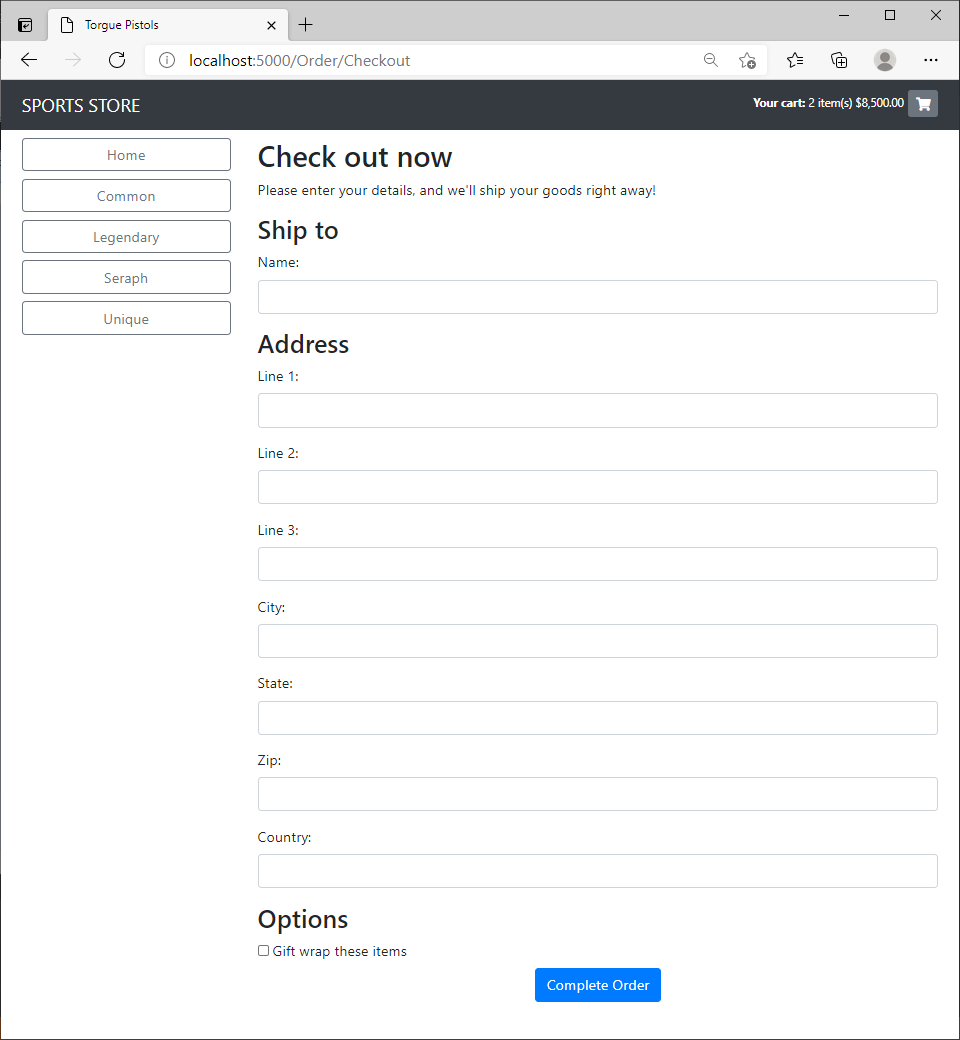 Torgue Pistols
localhost:5000/Order/Checkout
SPORTS STORE
Your cart: 2 item(s) $8,500.00
Home
Common
Legendary
Seraph
Unique
Check out now
Please enter your details, and we'll ship your goods right away!
Ship to
Name:
Address
Line 1:
Line 2:
Line 3:
City:
State:
Zip:
Country:
Options
Gift wrap these items
Complete Order